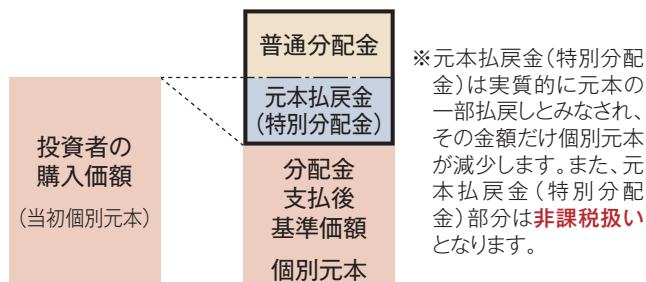 投資者の
購入価額
(当初個別元本)
普通分配金
元本払戻金
(特別分配金)
分配金
支払後
基準価額
個別元本
※元本払戻金(特別分配
金)は実質的に元本の
一部払戻しとみなされ、
その金額だけ個別元本
が減少します。また、元
本払戻金(特別分配
金)部分は非課税扱い
となります。